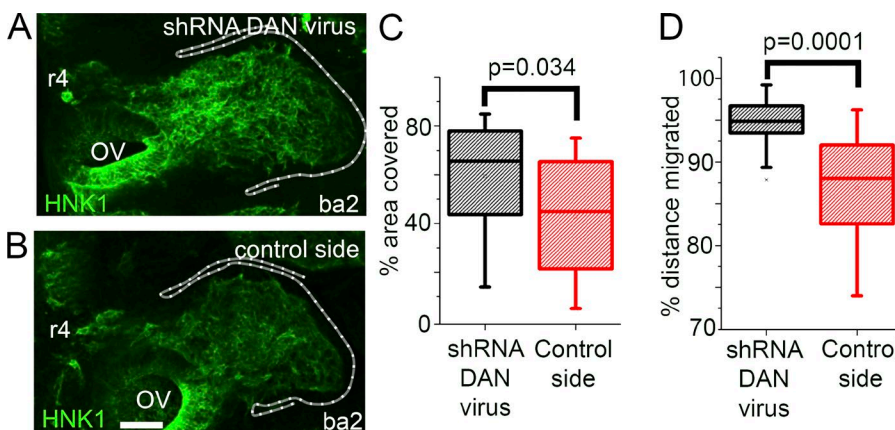 A
shRNA DAN virus
r4
OV
HNK1
ba2
B
control side
r4
OV
HNK1
ba2
C
p=0.034
% area covered
80
40
0
shRNA
DAN
virus
Control
side
D
p=0.0001
% distance migrated
100
90
80
70
shRNA
DAN
virus
Contro
side